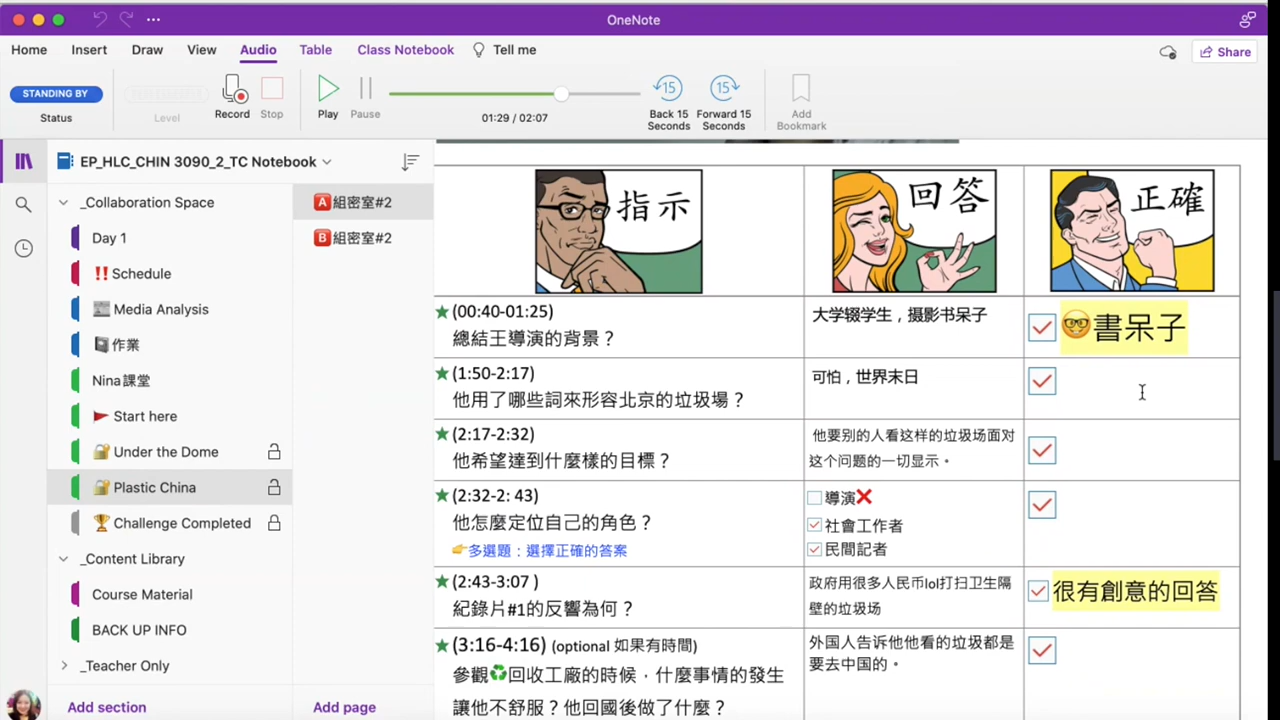 OneNote
Home Insert Draw View Audio Table Class Notebook Tell me
Share
STANDING BY
Status
Level
Record
Stop
Play
Pause
01:29 / 02:07
15
Back 15
Seconds
15
Forward 15
Seconds
Add
Bookmark
EP_HLC_CHIN 3090_2_TC Notebook
_Collaboration Space
Day 1
‼️Schedule
Media Analysis
作業
Nina課堂
Start here
Under the Dome
Plastic China
Challenge Completed
_Content Library
Course Material
BACK UP INFO
_Teacher Only
Add section
A 組密室#2
B 組密室#2
Add page
指示
回答
正確
(00:40-01:25)
總結王導演的背景？
大学辍学生，摄影书呆子
書呆子
(1:50-2:17)
他用了哪些詞來形容北京的垃圾場？
可怕，世界末日
(2:17-2:32)
他希望達到什麼樣的目標？
他要别的人看这样的垃圾场面对
这个问题的一切显示。
(2:32-2: 43)
他怎麼定位自己的角色？
👉多選題：選擇正確的答案
導演❌
社會工作者
民間記者
(2:43-3:07 )
紀錄片#1的反響為何？
政府用很多人民币lol打扫卫生隔
壁的垃圾场
很有創意的回答
(3:16-4:16) (optional 如果有時間)
參觀♻回收工廠的時候，什麼事情的發生
讓他不舒服？他回國後做了什麼？
外国人告诉他他看的垃圾都是
要去中国的。